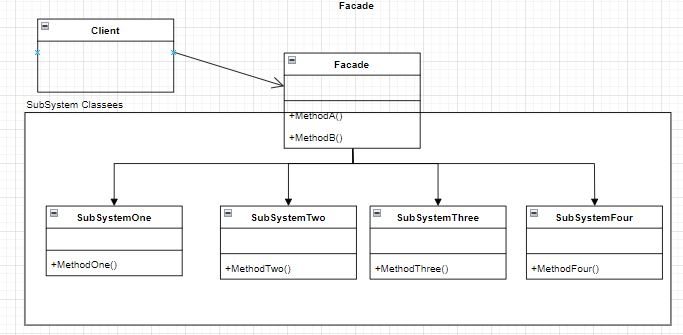 Facade
Client
Facade
SubSystem Classees
+MethodA()
+MethodB()
SubSystemOne
SubSystemTwo
SubSystemThree
SubSystemFour
+MethodOne()
+MethodTwo()
+MethodThree()
+MethodFour()